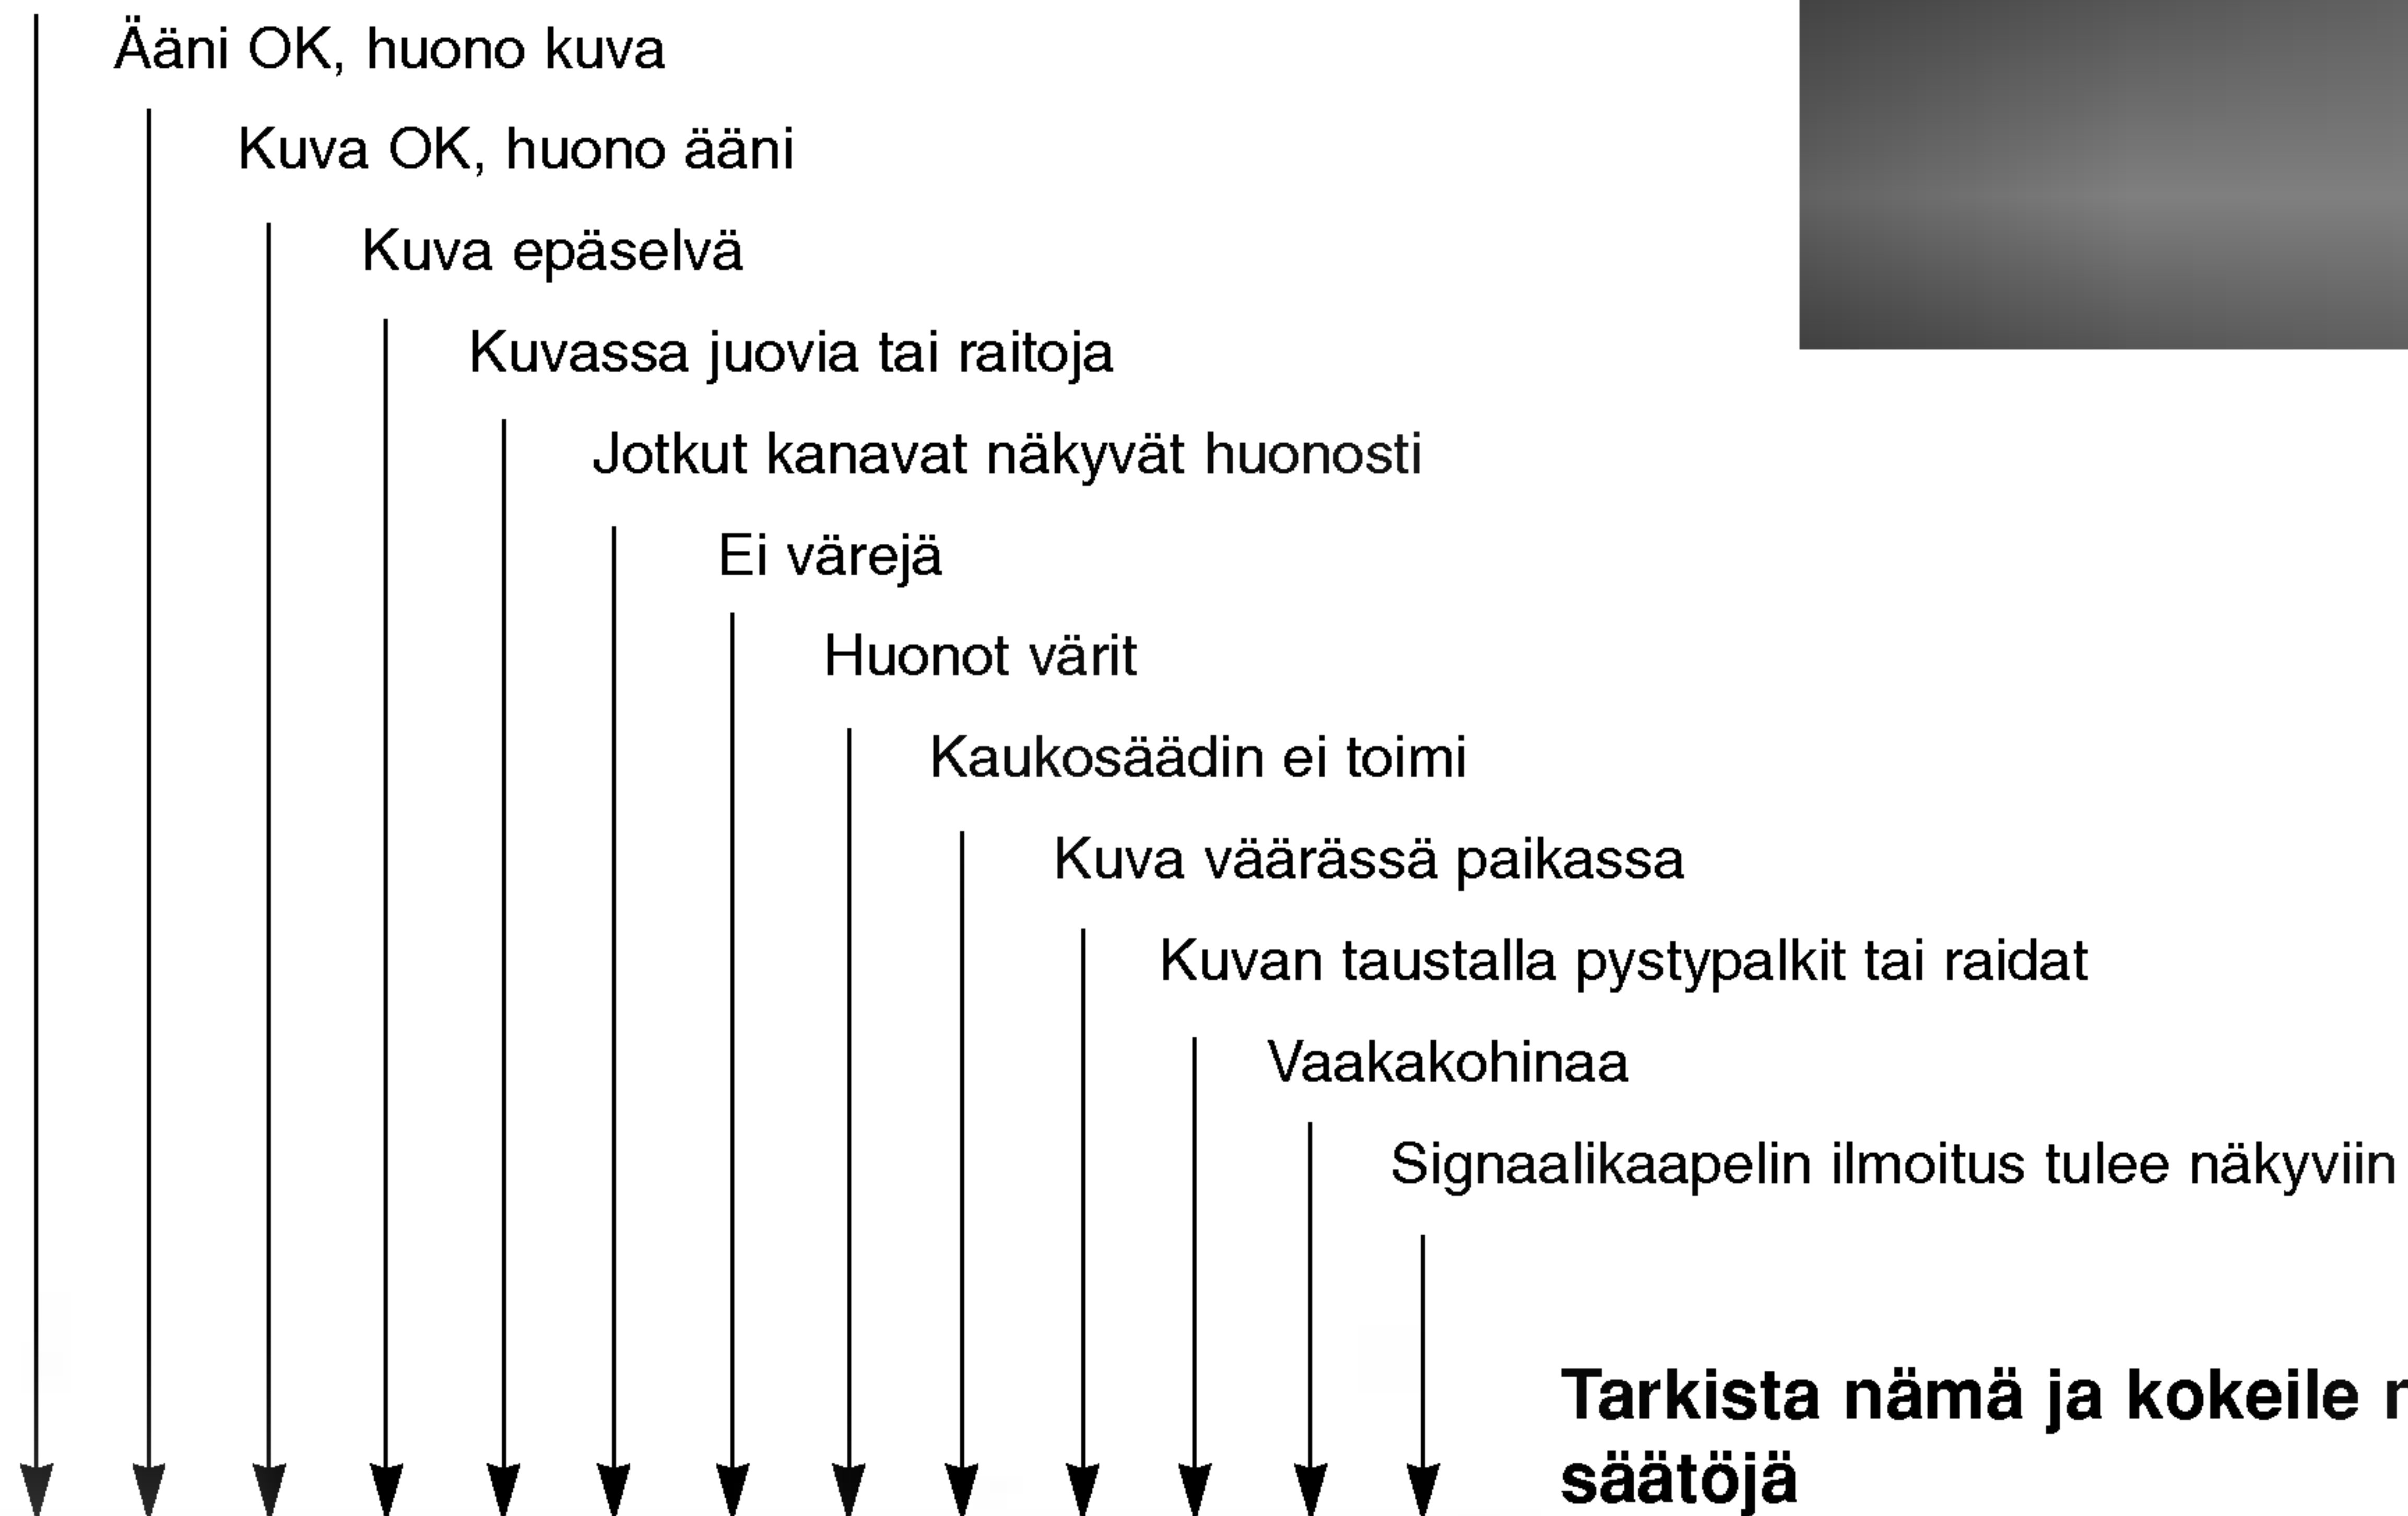 Ääni OK, huono kuva
Kuva OK, huono ääni
Kuva epäselvä
Kuvassa juovia tai raitoja
Jotkut kanavat näkyvät huonosti
Ei värejä
Huonot värit
Kaukosäädin ei toimi
Kuva väärässä paikassa
Kuvan taustalla pystypalkit tai raidat
Vaakakohinaa
Signaalikaapelin ilmoitus tulee näkyviin
Tarkista nämä ja kokeile
säätöjä